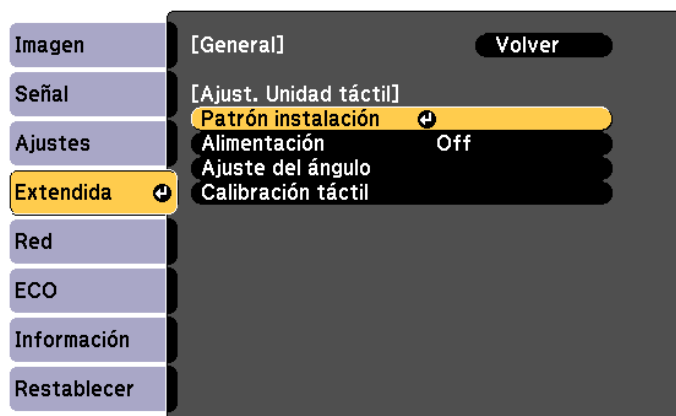 Imagen
Señal
Ajustes
Extendida
Red
ECO
Información
Restablecer
[General] Volver
[Ajust. Unidad táctil]
Patrón instalación
Alimentación Off
Ajuste del ángulo
Calibración táctil